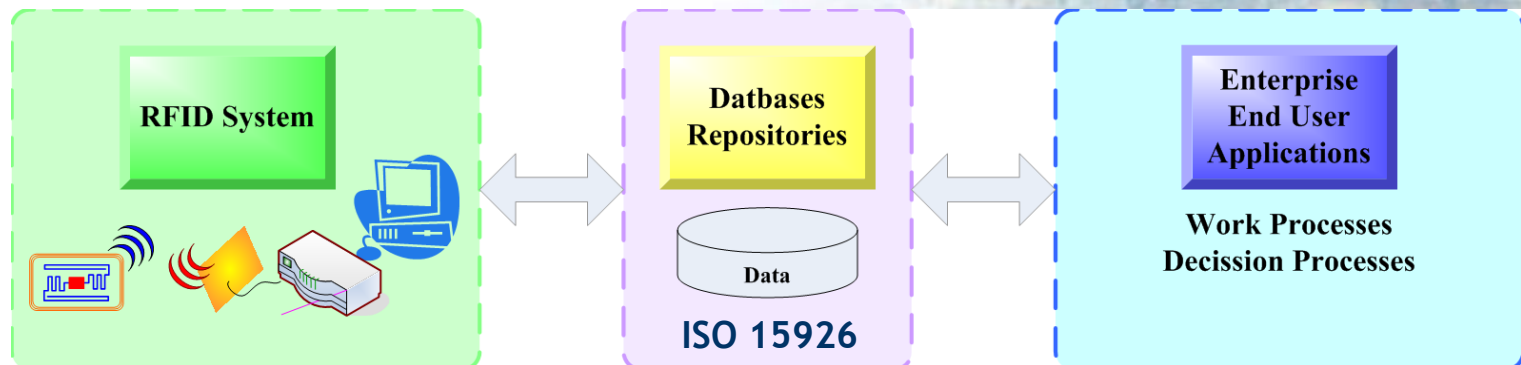 RFID System
Datbases
Repositories
Data
ISO 15926
Enterprise
End User
Applications
Work Processes
Decission Processes